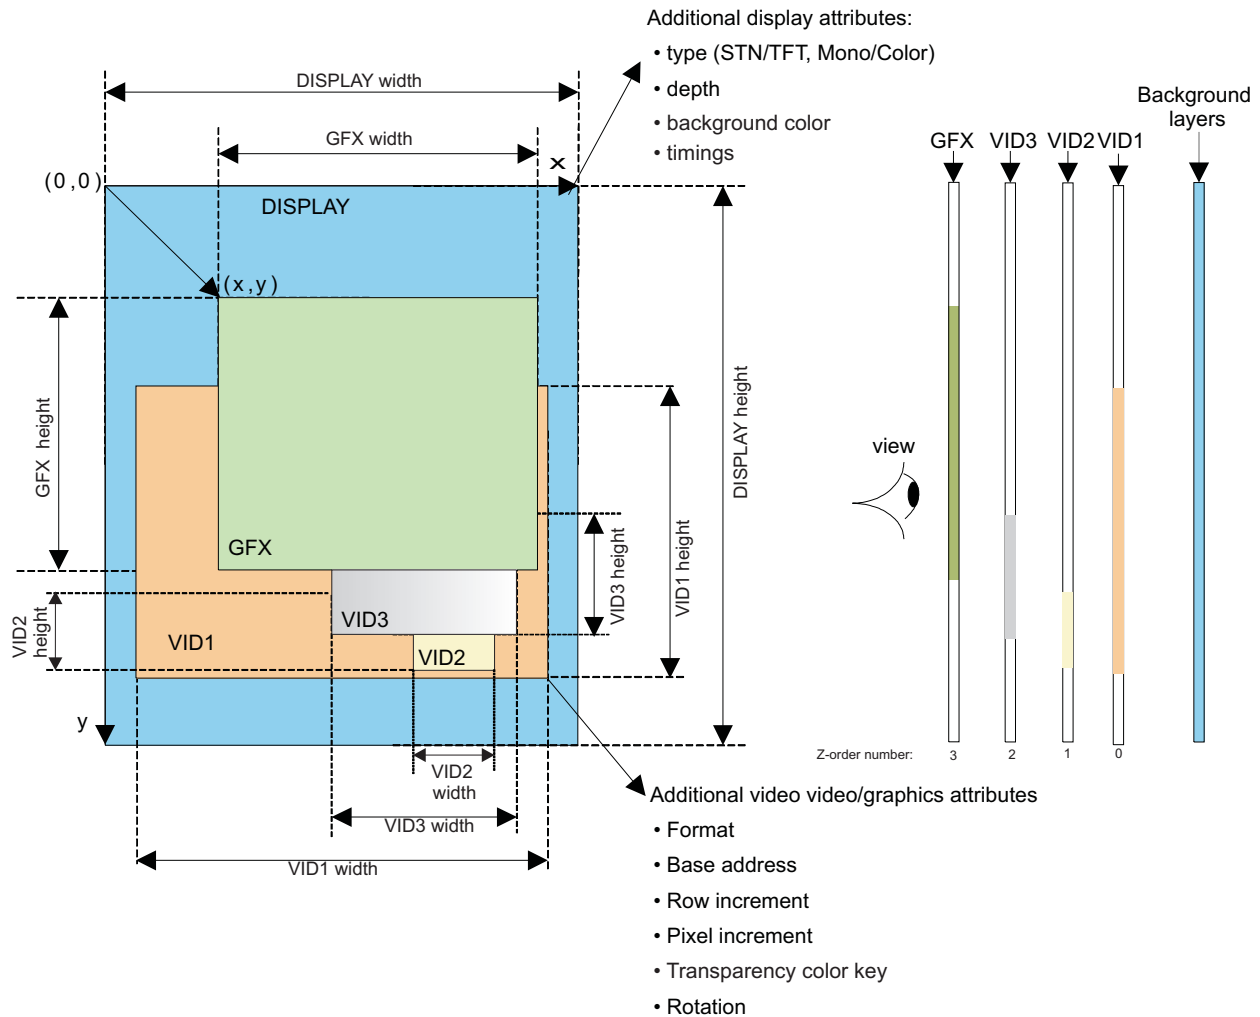 Additional display attributes:
• type (STN/TFT, Mono/Color)
• depth
• background color
• timings
DISPLAY width
GFX width
x
(0,0)
DISPLAY
(x,y)
GFX height
DISPLAY height
GFX
VID3 height
VID1 height
VID2
height
VID3
VID1
VID2
y
VID2
width
VID3 width
VID1 width
Background
layers
GFX VID3 VID2 VID1
view
Z-order number: 3 2 1 0
Additional video video/graphics attributes
• Format
• Base address
• Row increment
• Pixel increment
• Transparency color key
• Rotation